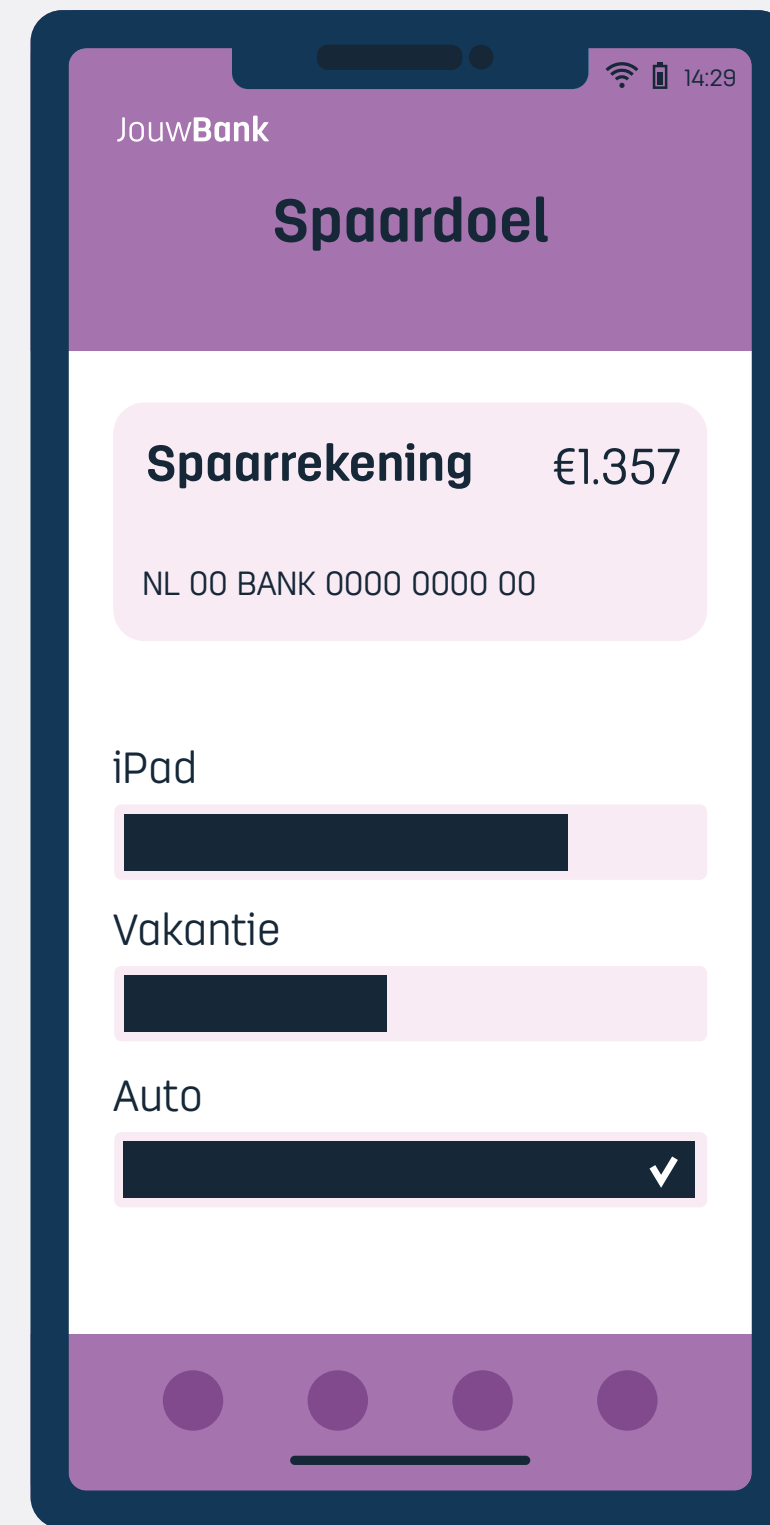 14:29
JouwBank
Spaardoel
Spaarrekening €1.357
NL 00 BANK 0000 0000 00
iPad
Vakantie
Auto